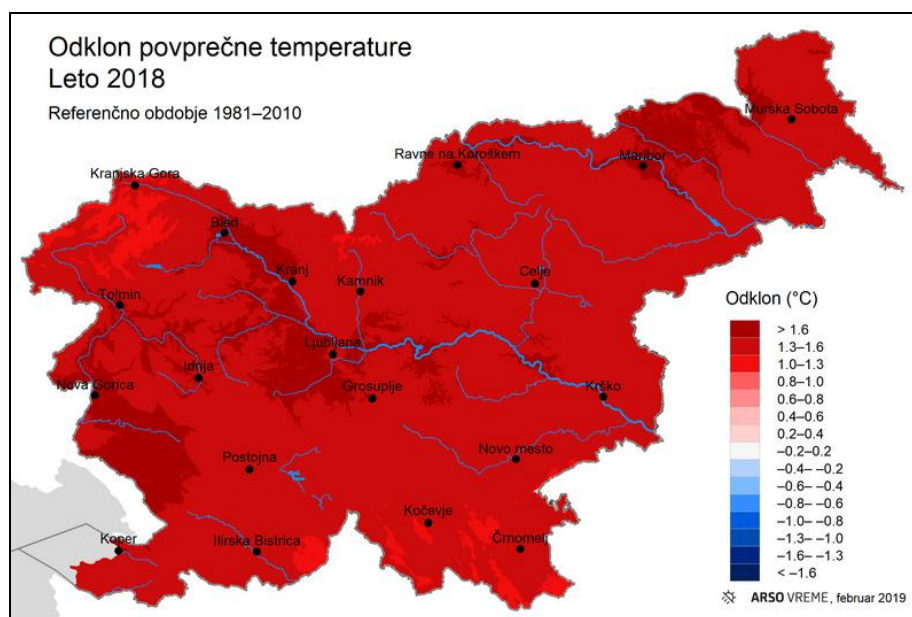 Odklon povprečne temperature
Leto 2018
Referenčno obdobje 1981–2010
Murska Sobota
Ravne na Koroškem
Maribor
Kranjska Gora
Bled
Kranj
Kamnik
Celje
Tolmin
Ljubljana
Idrija
Grosuplje
Nova Gorica
Krško
Postojna
Novo mesto
Kočevje
Koper
Ilirska Bistrica
Črnomelj
Odklon (°C)
> 1.6
1.3–1.6
1.0–1.3
0.8–1.0
0.6–0.8
0.4–0.6
0.2–0.4
–0.2–0.2
–0.4– –0.2
–0.6– –0.4
–0.8– –0.6
–1.0– –0.8
–1.3– –1.0
–1.6– –1.3
< –1.6
ARSO VREME, februar 2019